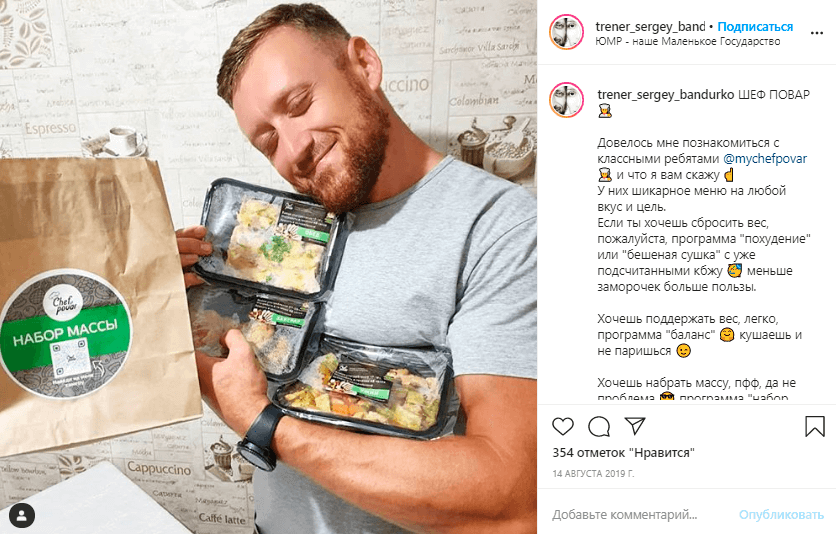 trener_sergey_band • Подписаться
ЮМР - наше Маленькое Государство
trener_sergey_bandurko ШЕФ ПОВАР
Довелось мне познакомиться с
классными ребятами @mychefpovar
и что я вам скажу
У них шикарное меню на любой
вкус и цель.
Если ты хочешь сбросить вес,
пожалуйста, программа "похудение"
или "бешеная сушка" с уже
подсчитанными кбжу меньше
заморочек больше пользы.
Хочешь поддержать вес, легко,
программа "баланс" кушаешь и
не паришься
Хочешь набрать массу, пфф, да не
проблема программа "набор
354 отметок "Нравится"
14 АВГУСТА 2019 Г.
Добавьте комментарий...
Опубликовать
Chef
povar
НАБОР МАССЫ
Espresso
Cappuccino
Caffé latte
Colombian
ccino